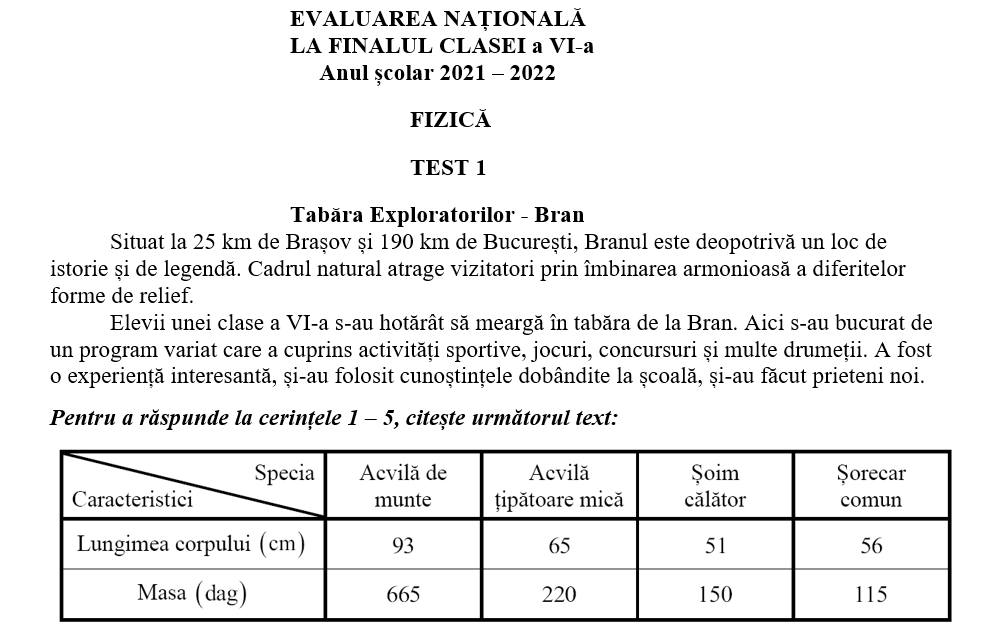 EVALUAREA NAȚIONALĂ
LA FINALUL CLASEI a VI-a
Anul școlar 2021 – 2022
FIZICĂ
TEST 1
Tabăra Exploratorilor - Bran
Situat la 25 km de Brașov și 190 km de București, Branul este deopotrivă un loc de
istorie și de legendă. Cadrul natural atrage vizitatori prin îmbinarea armonioasă a diferitelor
forme de relief.
Elevii unei clase a VI-a s-au hotărât să meargă în tabăra de la Bran. Aici s-au bucurat de
un program variat care a cuprins activități sportive, jocuri, concursuri și multe drumeții. A fost
o experiență interesantă, și-au folosit cunoștințele dobândite la școală, și-au făcut prieteni noi.
Pentru a răspunde la cerințele 1 – 5, citește următorul text:
Specia Acvilă de Acvilă Șoim Șorecar
Caracteristici munte țipătoare mică călător comun
Lungimea corpului (cm) 93 65 51 56
Masa (dag) 665 220 150 115